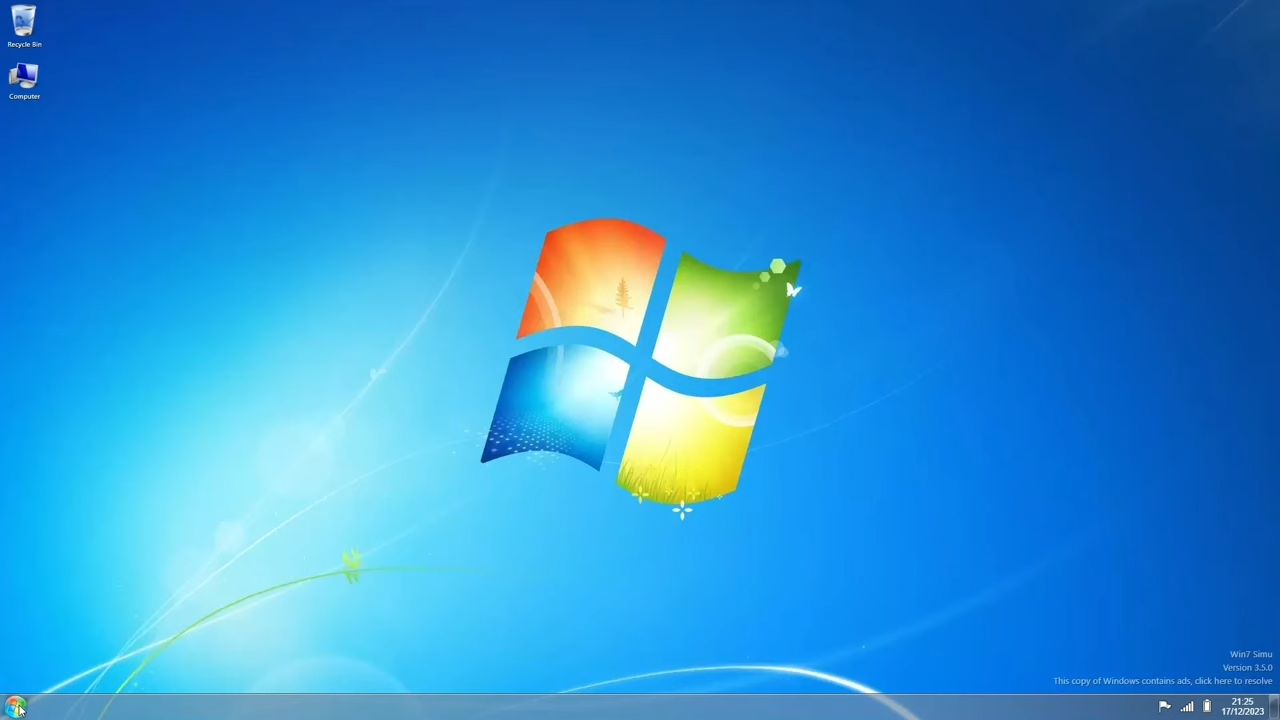 Recycle Bin
Computer
Win7 Simu
Version 3.5.0
This copy of Windows contains ads, click here to resolve
21:25
17/12/2023